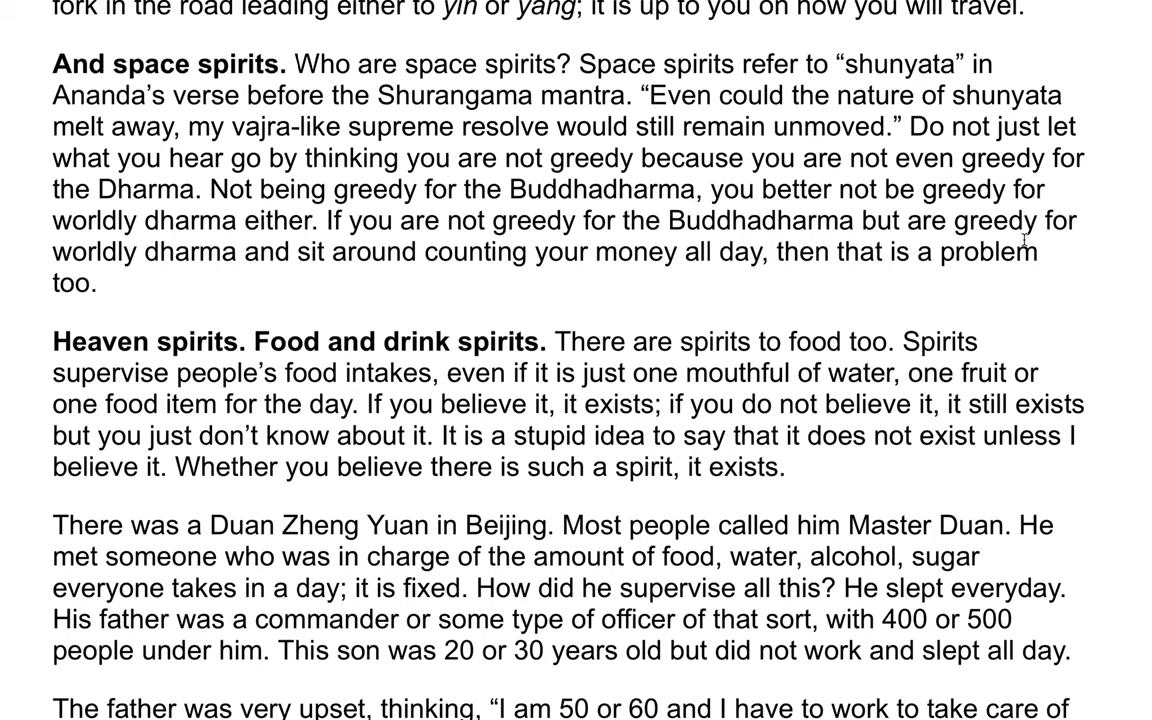 fork in the road leading either to yin or yang; it is up to you on how you will travel.
And space spirits. Who are space spirits? Space spirits refer to “shunyata” in
Ananda’s verse before the Shurangama mantra. “Even could the nature of shunyata
melt away, my vajra-like supreme resolve would still remain unmoved.” Do not just let
what you hear go by thinking you are not greedy because you are not even greedy for
the Dharma. Not being greedy for the Buddhadharma, you better not be greedy for
worldly dharma either. If you are not greedy for the Buddhadharma but are greedy for
worldly dharma and sit around counting your money all day, then that is a problem
too.
Heaven spirits. Food and drink spirits. There are spirits to food too. Spirits
supervise people’s food intakes, even if it is just one mouthful of water, one fruit or
one food item for the day. If you believe it, it exists; if you do not believe it, it still exists
but you just don’t know about it. It is a stupid idea to say that it does not exist unless I
believe it. Whether you believe there is such a spirit, it exists.
There was a Duan Zheng Yuan in Beijing. Most people called him Master Duan. He
met someone who was in charge of the amount of food, water, alcohol, sugar
everyone takes in a day; it is fixed. How did he supervise all this? He slept everyday.
His father was a commander or some type of officer of that sort, with 400 or 500
people under him. This son was 20 or 30 years old but did not work and slept all day.
The father was very upset, thinking, “I am 50 or 60 and I have to work to take care of